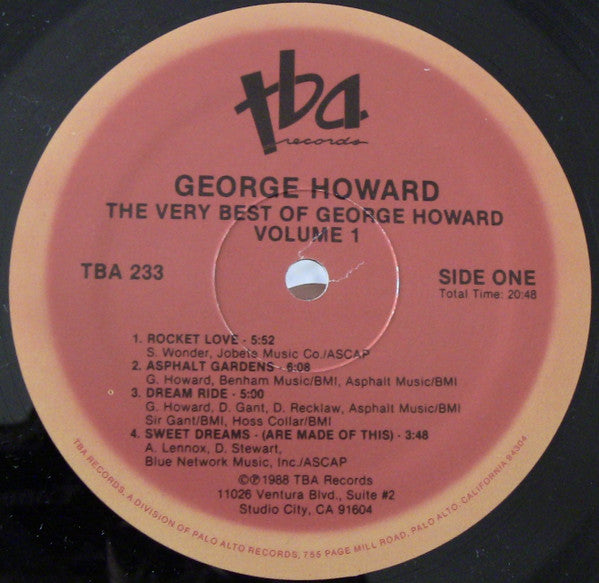 tba
records
GEORGE HOWARD
THE VERY BEST OF GEORGE HOWARD
VOLUME 1
TBA 233
SIDE ONE
Total Time: 20:48
1. ROCKET LOVE - 5:52
S. Wonder, Jobete Music Co./ASCAP
2. ASPHALT GARDENS - 6:08
G. Howard, Benham Music/BMI, Asphalt Music/BMI
3. DREAM RIDE - 5:00
G. Howard, D. Gant, D. Recklaw, Asphalt Music/BMI
Sir Gant/BMI, Hoss Collar/BMI
4. SWEET DREAMS - (ARE MADE OF THIS) - 3:48
A. Lennox, D. Stewart,
Blue Network Music, Inc./ASCAP
©℗1988 TBA Records
11026 Ventura Blvd., Suite #2
Studio City, CA 91604
TBA RECORDS, A DIVISION OF PALO ALTO RECORDS, 755 PAGE MILL ROAD, PALO ALTO, CALIFORNIA 94304